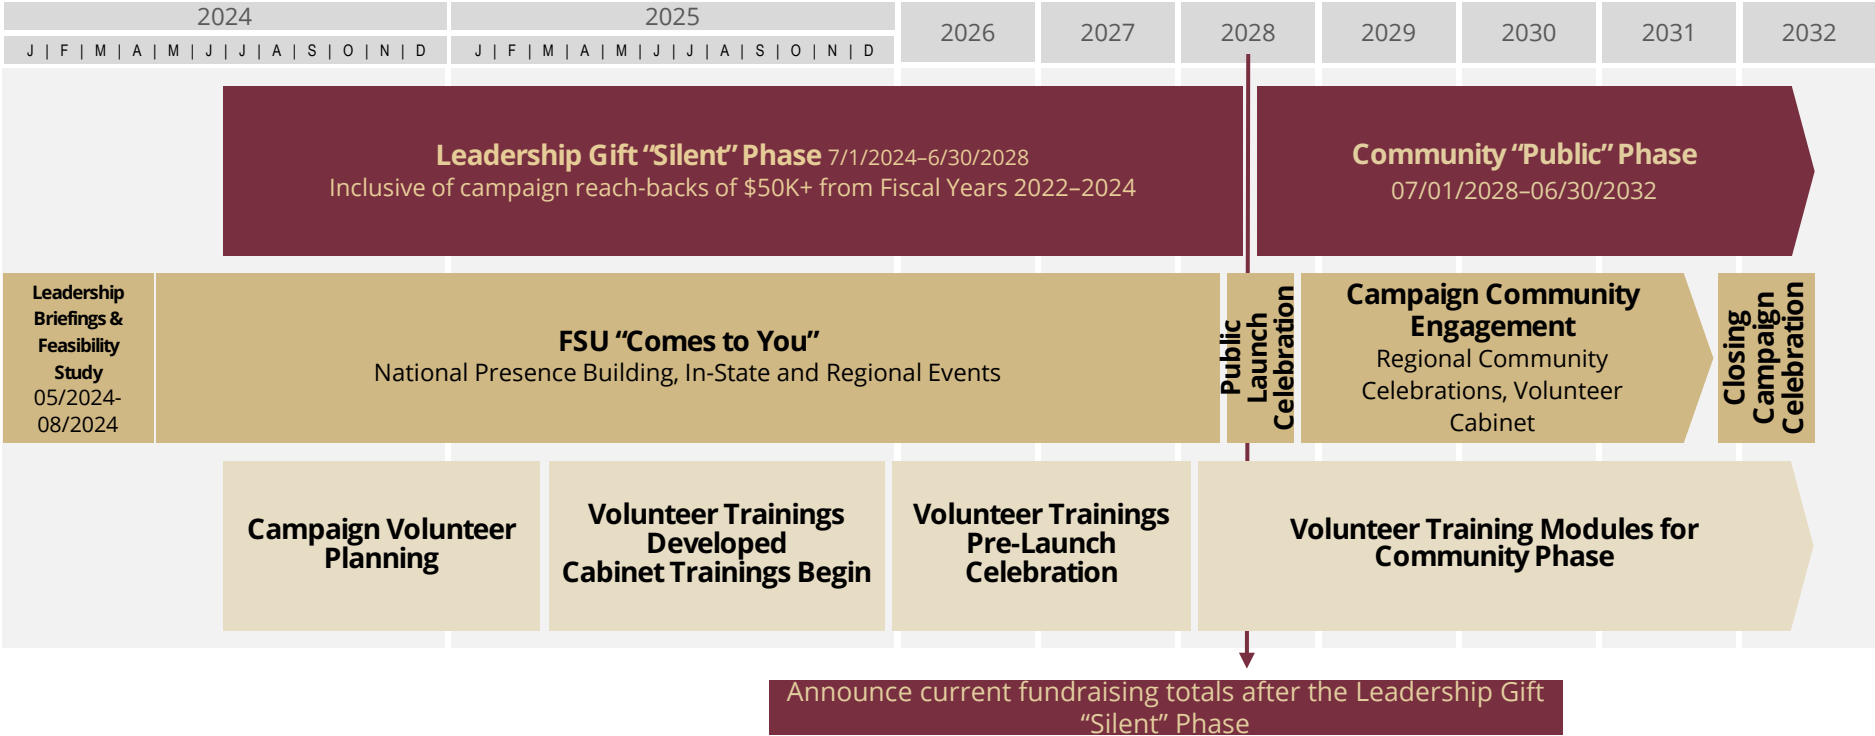 2024
2025
2026
2027
2028
2029
2030
2031
2032
J | F | M | A | M | J | J | A | S | O | N | D
J | F | M | A | M | J | J | A | S | O | N | D
Leadership Gift “Silent” Phase 7/1/2024–6/30/2028
Inclusive of campaign reach-backs of $50K+ from Fiscal Years 2022–2024
Community “Public” Phase
07/01/2028–06/30/2032
Leadership
Briefings &
Feasibility
Study
05/2024-
08/2024
FSU “Comes to You”
National Presence Building, In-State and Regional Events
Public
Launch
Celebration
Campaign Community
Engagement
Regional Community
Celebrations, Volunteer
Cabinet
Closing
Campaign
Celebration
Campaign Volunteer
Planning
Volunteer Trainings
Developed
Cabinet Trainings Begin
Volunteer Trainings
Pre-Launch
Celebration
Volunteer Training Modules for
Community Phase
Announce current fundraising totals after the Leadership Gift
“Silent” Phase